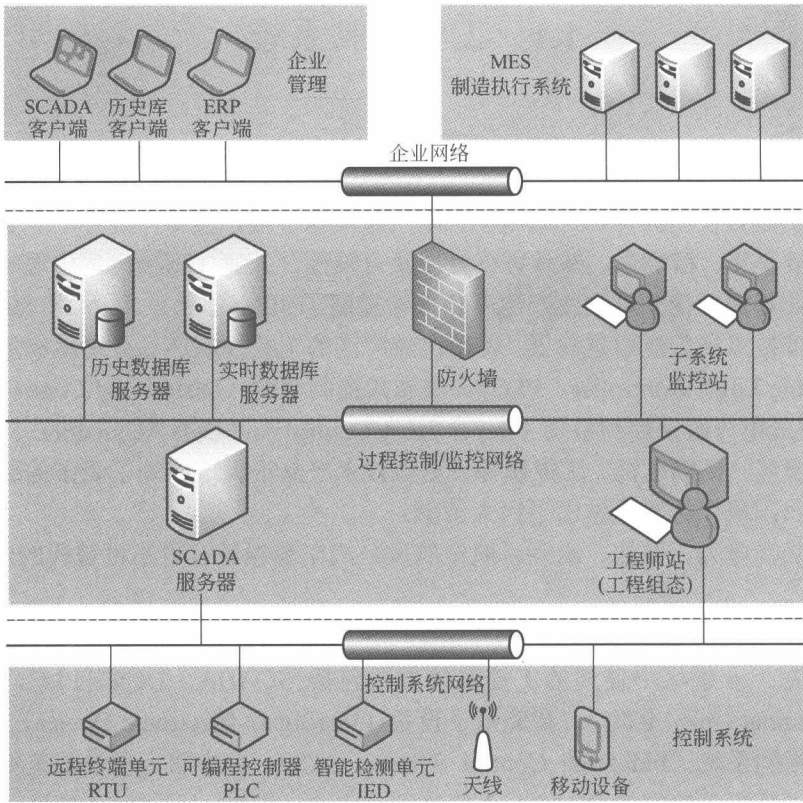 SCADA
客户端
历史库
客户端
ERP
客户端
企业
管理
MES
制造执行系统
企业网络
历史数据库
服务器
实时数据库
服务器
防火墙
子系统
监控站
过程控制/监控网络
SCADA
服务器
工程师站
(工程组态)
控制系统网络
远程终端单元
RTU
可编程控制器
PLC
智能检测单元
IED
天线
移动设备
控制系统